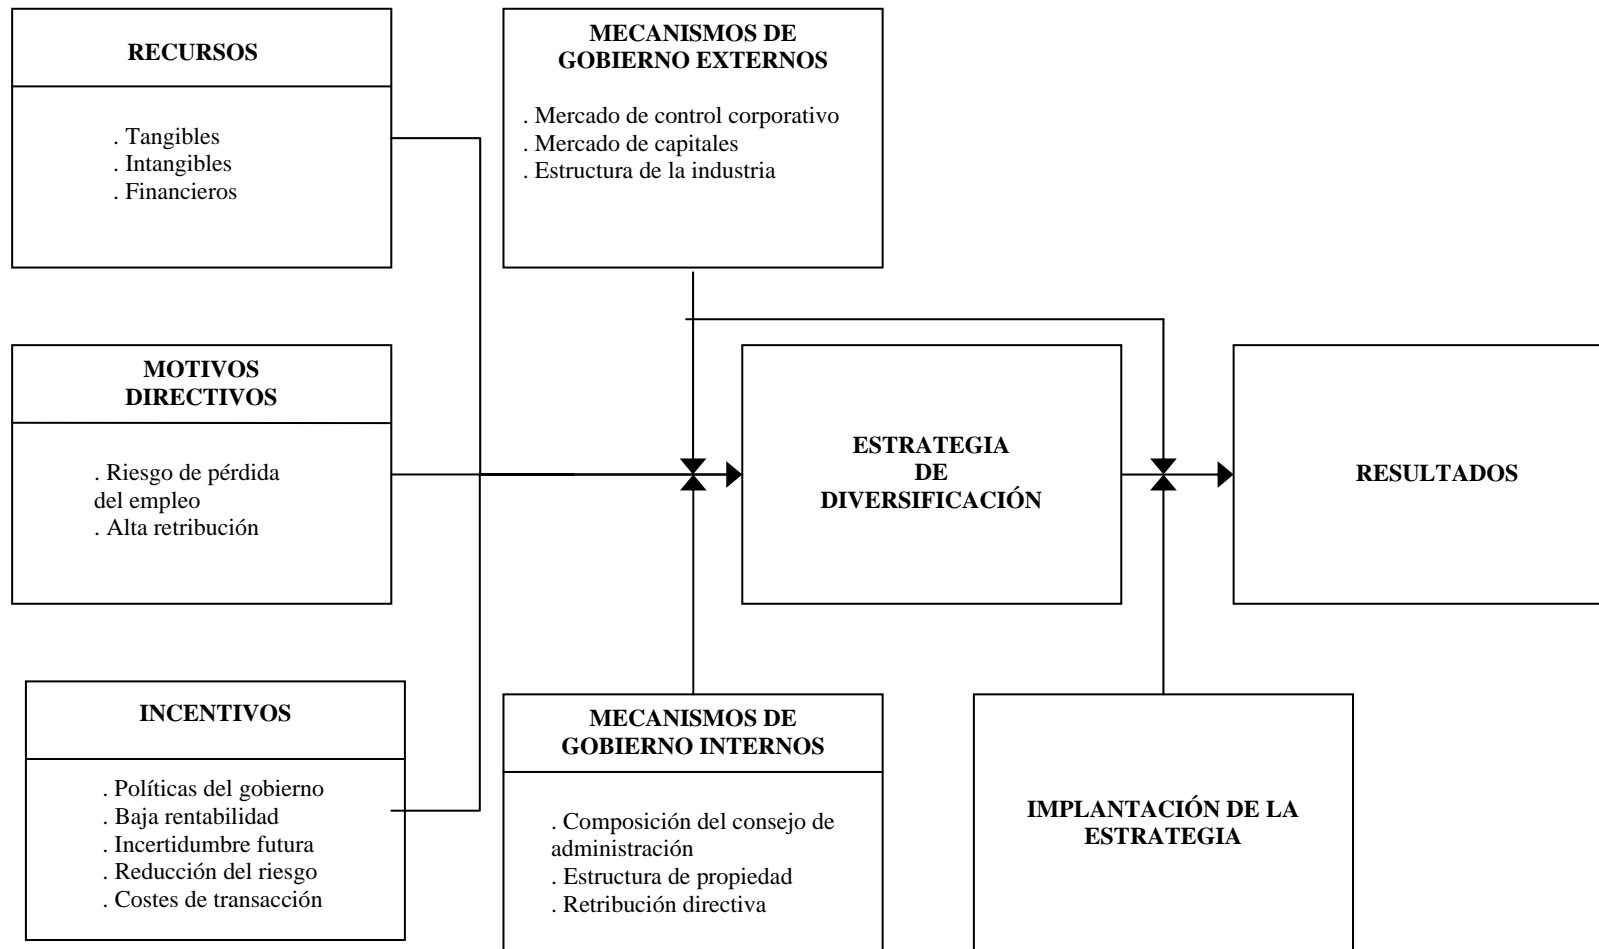 RECURSOS
. Tangibles
. Intangibles
. Financieros
MECANISMOS DE
GOBIERNO EXTERNOS
. Mercado de control corporativo
. Mercado de capitales
. Estructura de la industria
MOTIVOS
DIRECTIVOS
. Riesgo de pérdida
del empleo
. Alta retribución
ESTRATEGIA
DE
DIVERSIFICACIÓN
RESULTADOS
INCENTIVOS
. Políticas del gobierno
. Baja rentabilidad
. Incertidumbre futura
. Reducción del riesgo
. Costes de transacción
MECANISMOS DE
GOBIERNO INTERNOS
. Composición del consejo de
administración
. Estructura de propiedad
. Retribución directiva
IMPLANTACIÓN DE LA
ESTRATEGIA